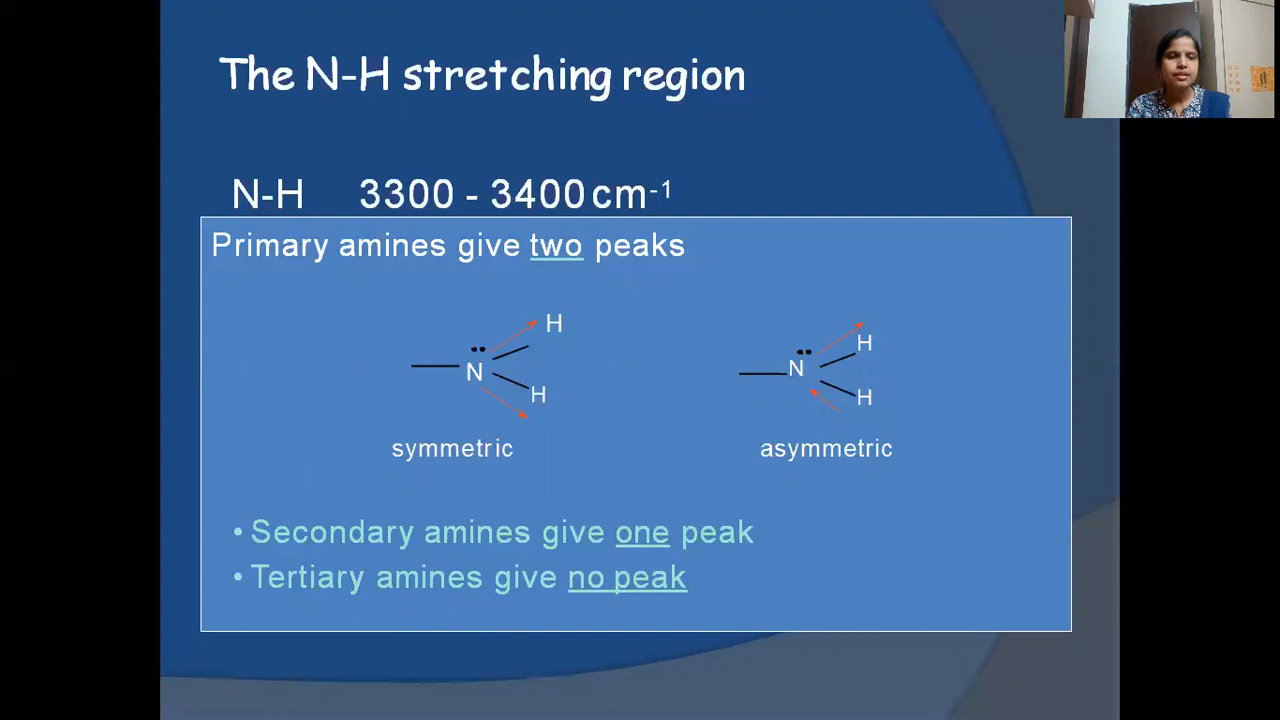 The N-H stretching region
N-H 3300 - 3400 cm-1
Primary amines give two peaks
H
N
H
symmetric
H
N
H
asymmetric
• Secondary amines give one peak
• Tertiary amines give no peak